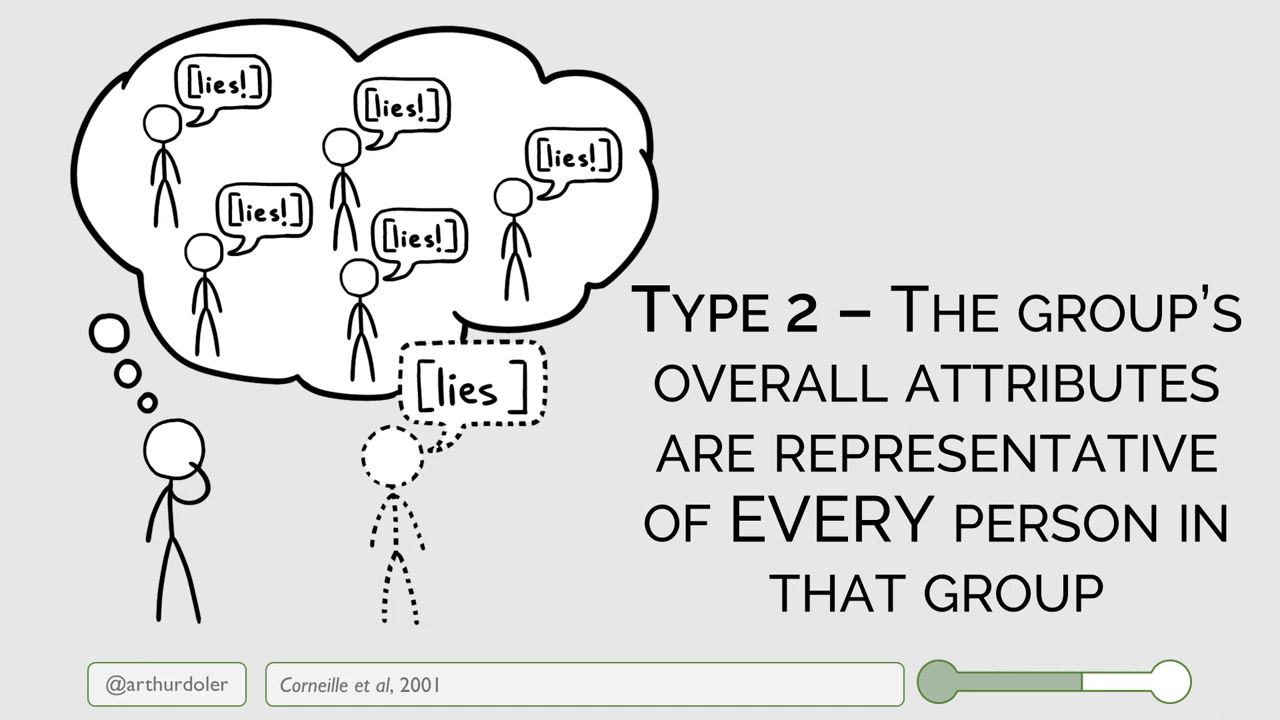 [lies!]
[lies!]
[lies!]
[lies!]
[lies!]
[lies ]
TYPE 2 – THE GROUP’S
OVERALL ATTRIBUTES
ARE REPRESENTATIVE
OF EVERY PERSON IN
THAT GROUP
@arthurdoler
Corneille et al, 2001